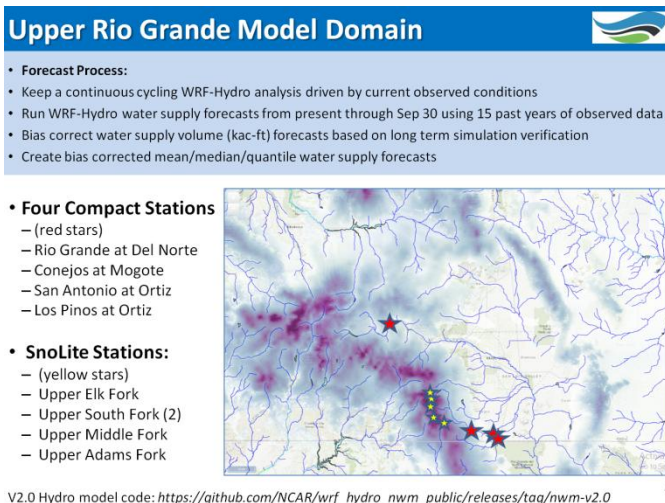 Upper Rio Grande Model Domain
• Forecast Process:
• Keep a continuous cycling WRF-Hydro analysis driven by current observed conditions
• Run WRF-Hydro water supply forecasts from present through Sep 30 using 15 past years of observed data
• Bias correct water supply volume (kac-ft) forecasts based on long term simulation verification
• Create bias corrected mean/median/quantile water supply forecasts
• Four Compact Stations
– (red stars)
– Rio Grande at Del Norte
– Conejos at Mogote
– San Antonio at Ortiz
– Los Pinos at Ortiz
• SnoLite Stations:
– (yellow stars)
– Upper Elk Fork
– Upper South Fork (2)
– Upper Middle Fork
– Upper Adams Fork
V2.0 Hydro model code: https://github.com/NCAR/wrf_hydro_nwm_public/releases/tag/nwm-v2.0